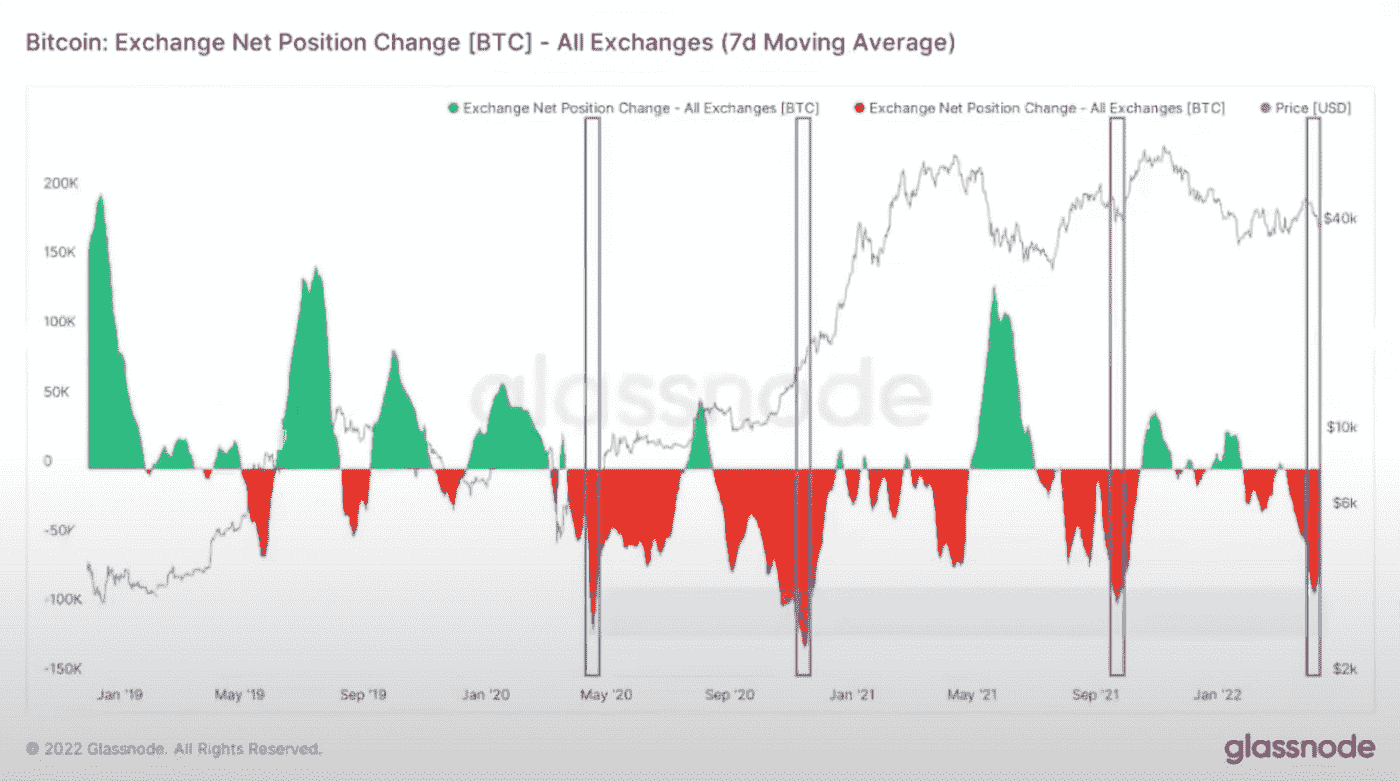 Bitcoin: Exchange Net Position Change [BTC] - All Exchanges (7d Moving Average)
Exchange Net Position Change - All Exchanges [BTC] Exchange Net Position Change - All Exchanges [BTC] Price [USD]
200K
150K
100K
50K
0
-50K
-100K
-150K
$40k
$10k
$6k
$2k
glassnode
Jan '19 May '19 Sep '19 Jan '20 May '20 Sep '20 Jan '21 May '21 Sep '21 Jan '22
© 2022 Glassnode. All Rights Reserved.
glassnode